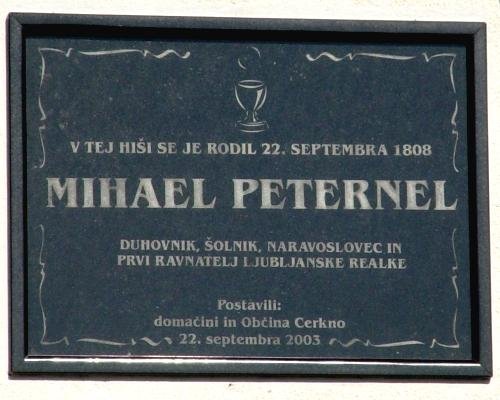 V TEJ HIŠI SE JE RODIL 22. SEPTEMBRA 1808
MIHAEL PETERNEL
DUHOVNIK, ŠOLNIK, NARAVOSLOVEC IN
PRVI RAVNATELJ LJUBLJANSKE REALKE
Postavili:
domačini in Občina Cerkno
22. septembra 2003